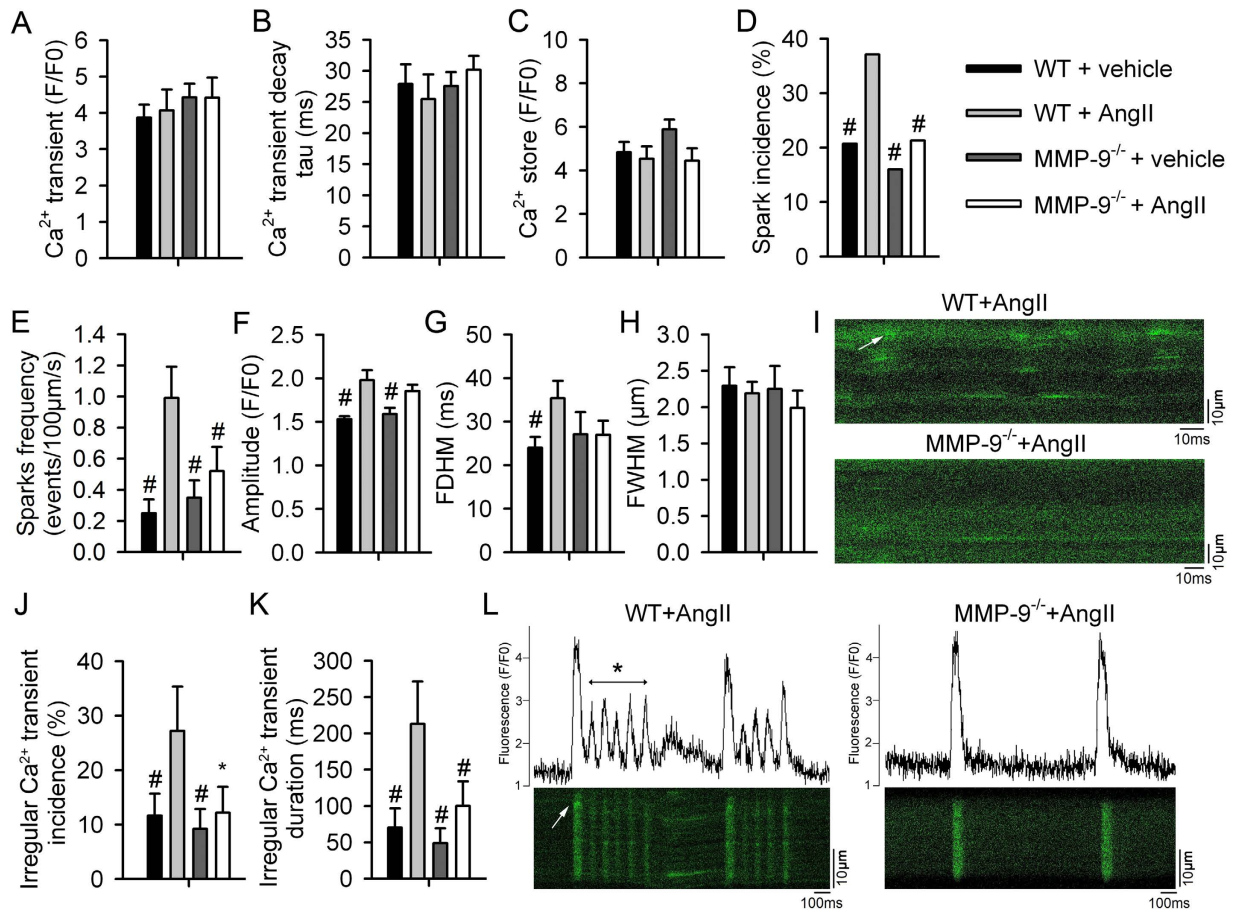 A
Ca²⁺ transient (F/F0)
6
5
4
3
2
1
0
B
Ca²⁺ transient decay
tau (ms)
35
30
25
20
15
10
5
0
C
Ca²⁺ store (F/F0)
10
8
6
4
2
0
D
Spark incidence (%)
40
30
20
10
0
#
#
#
WT + vehicle
WT + AngII
MMP-9⁻/⁻ + vehicle
MMP-9⁻/⁻ + AngII
E
Sparks frequency
(events/100µm/s)
1.4
1.2
1.0
0.8
0.6
0.4
0.2
0.0
#
#
#
F
Amplitude (F/F0)
2.5
2.0
1.5
1.0
0.5
0.0
#
#
G
FDHM (ms)
50
40
30
20
10
0
#
H
FWHM (µm)
3.0
2.5
2.0
1.5
1.0
0.5
0.0
I
WT+AngII
10µm
10ms
MMP-9⁻/⁻+AngII
10µm
10ms
J
Irregular Ca²⁺ transient
incidence (%)
40
30
20
10
0
#
#
*
K
Irregular Ca²⁺ transient
duration (ms)
300
250
200
150
100
50
0
#
#
#
L
WT+AngII
Fluorescence (F/F0)
4
3
2
1
*
10µm
100ms
MMP-9⁻/⁻+AngII
Fluorescence (F/F0)
4
3
2
1
10µm
100ms